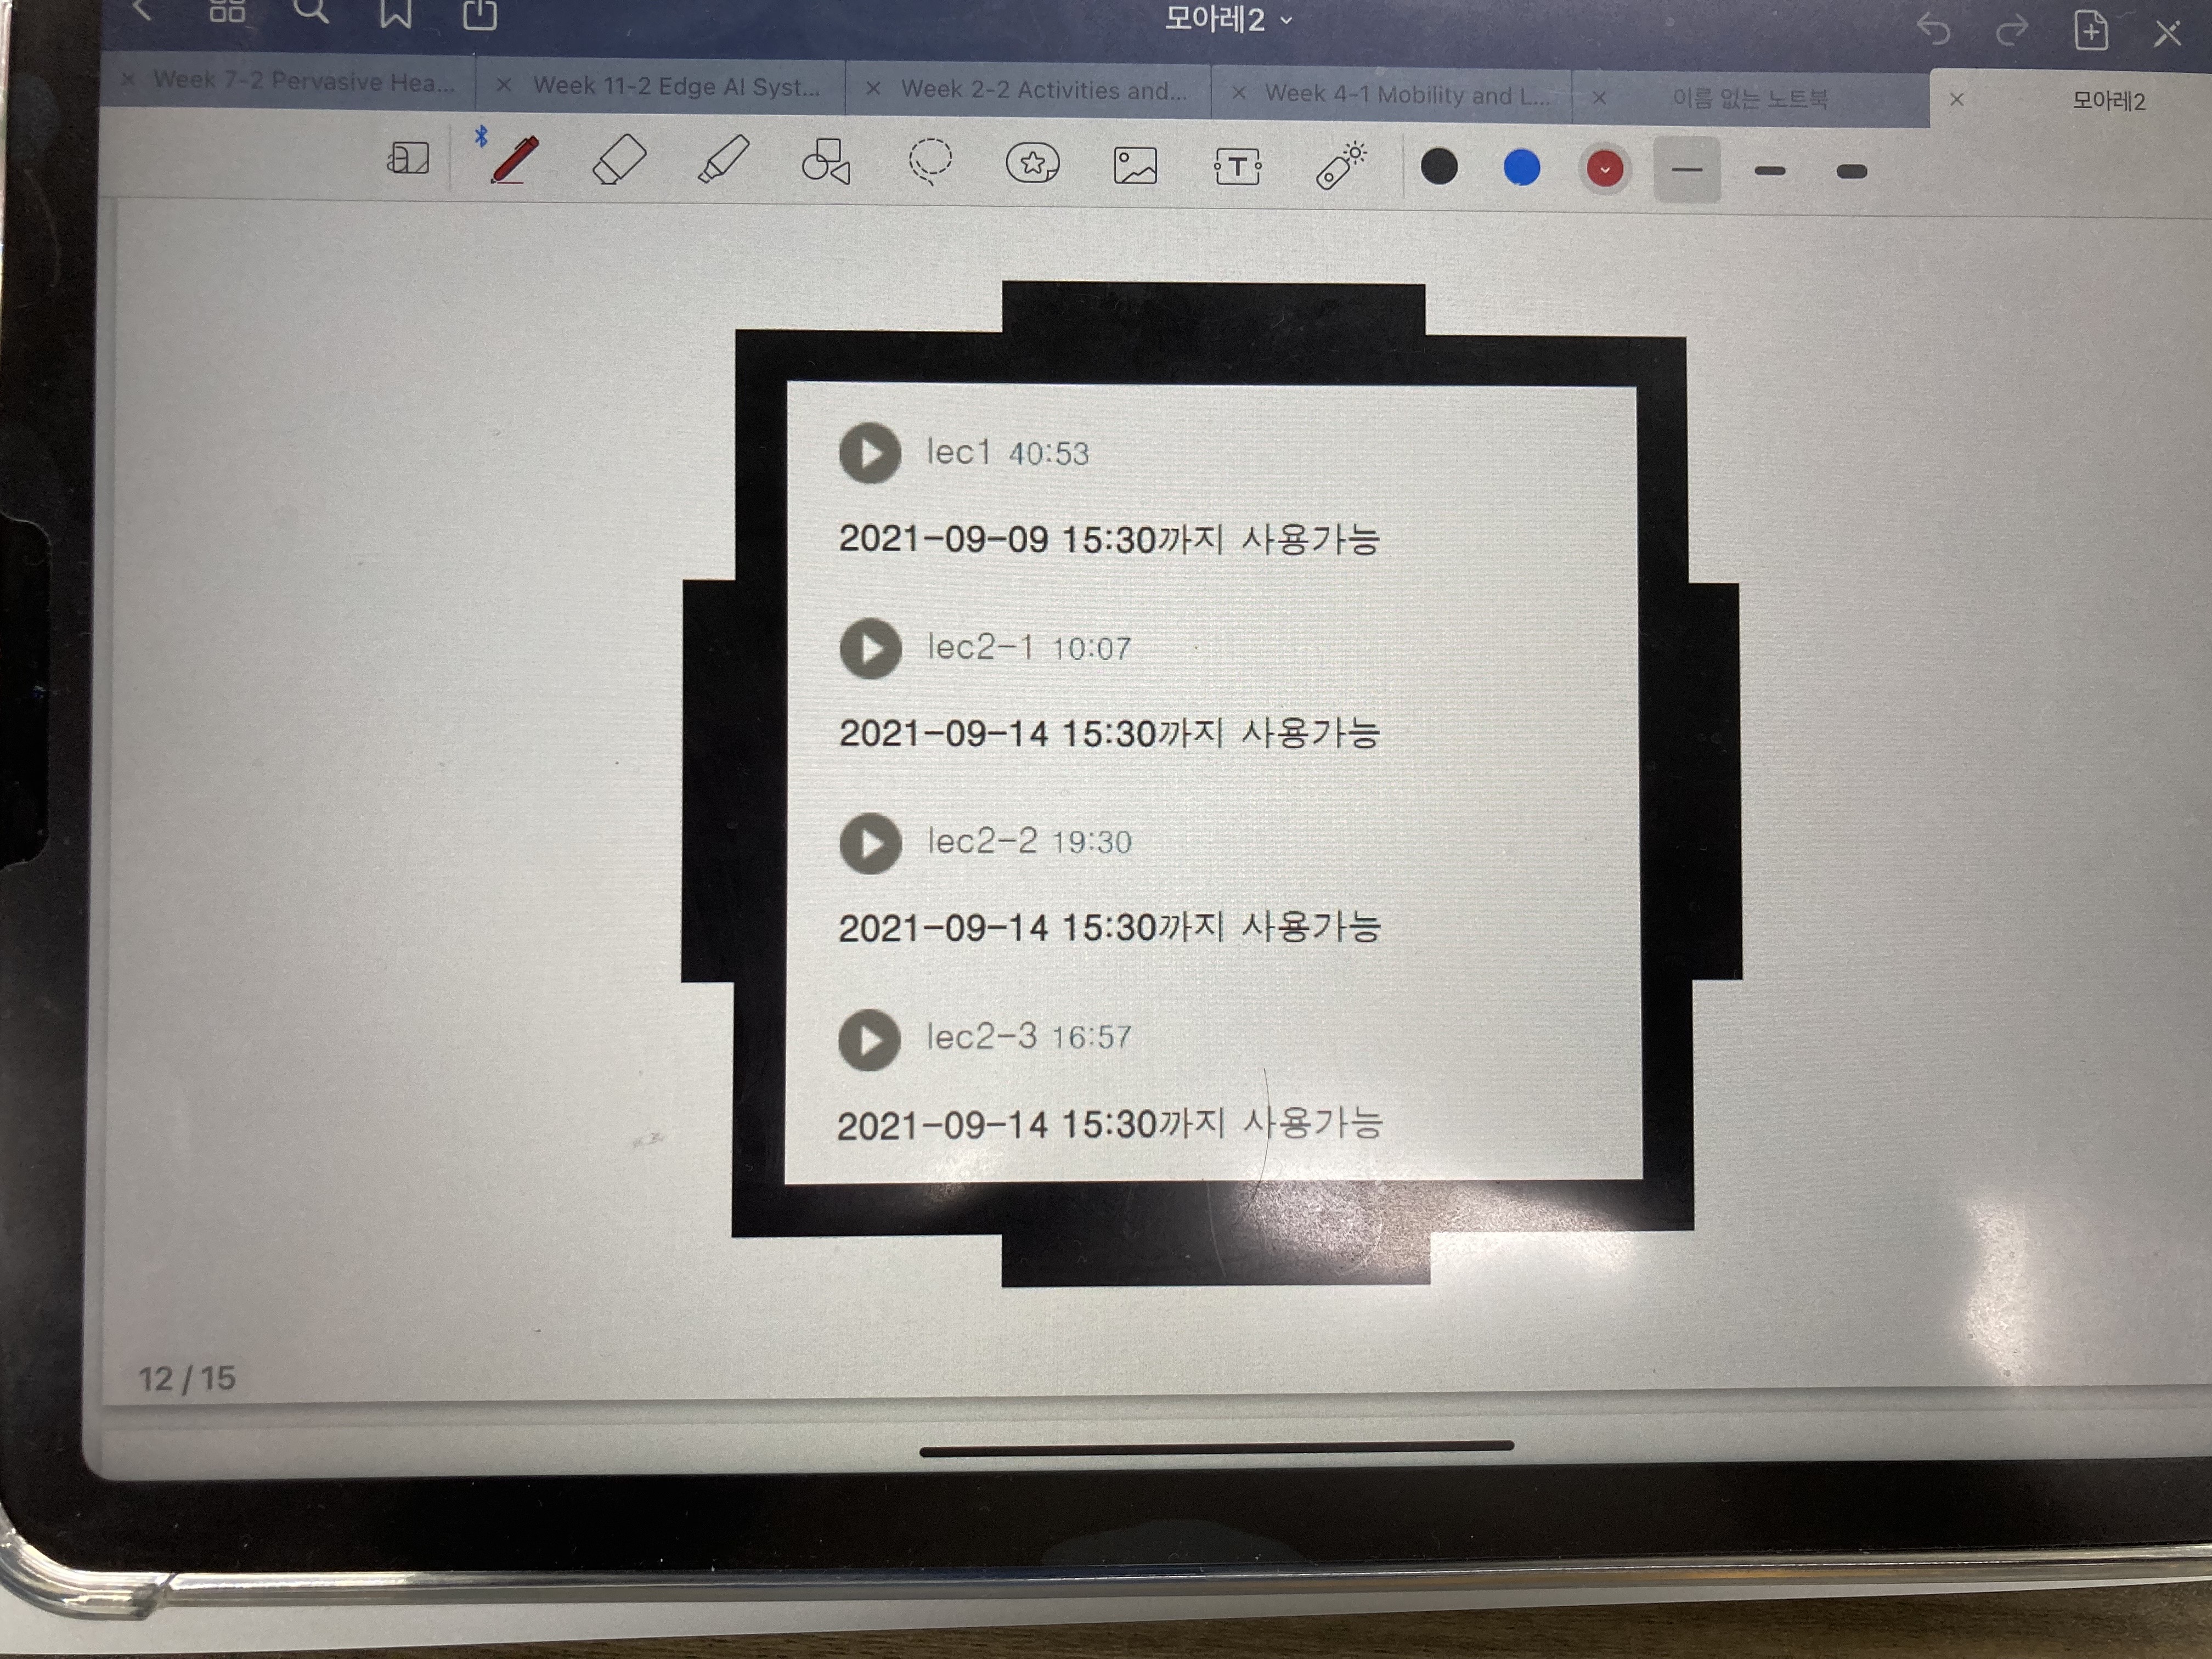 모아레2
Week 7-2 Pervasive Hea...
Week 11-2 Edge AI Syst...
Week 2-2 Activities and...
Week 4-1 Mobility and L...
이름 없는 노트북
모아레2
lec1 40:53
2021-09-09 15:30까지 사용가능
lec2-1 10:07
2021-09-14 15:30까지 사용가능
lec2-2 19:30
2021-09-14 15:30까지 사용가능
lec2-3 16:57
2021-09-14 15:30까지 사용가능
12 / 15